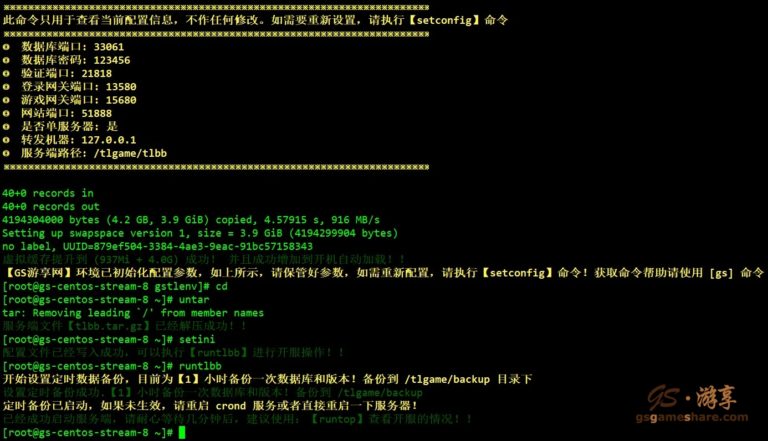 此命令只用于查看当前配置信息，不作任何修改。如需要重新设置，请执行【setconfig】命令
数据库端口: 33061
数据库密码: 123456
验证端口: 21818
登录网关端口: 13580
游戏网关端口: 15680
网站端口: 51888
是否单服务器: 是
转发机器: 127.0.0.1
服务端路径: /tlgame/tlbb
40+0 records in
40+0 records out
4194304000 bytes (4.2 GB, 3.9 GiB) copied, 4.57915 s, 916 MB/s
Setting up swapspace version 1, size = 3.9 GiB (4194299904 bytes)
no label, UUID=879ef504-3384-4ae3-9eac-91bc57158343
虚拟缓存提升到 (937Mi + 4.0G) 成功！ 并且成功增加到开机自动加载！！
【GS游享网】环境已初始化配置参数，如上所示，请保管好参数，如需重新配置，请执行【setconfig】命令！获取命令帮助请使用 [gs] 命令
[root@gs-centos-stream-8 gstlenv]# cd
[root@gs-centos-stream-8 ~]# untar
tar: Removing leading `/' from member names
服务端文件【tlbb.tar.gz】已经解压成功！！
[root@gs-centos-stream-8 ~]# setini
配置文件已经写入成功，可以执行【runtlbb】进行开服操作！！
[root@gs-centos-stream-8 ~]# runtlbb
开始设置定时数据备份，目前为【1】小时备份一次数据库和版本！备份到 /tlgame/backup 目录下
设置定时备份成功，【1】小时备份一次数据库和版本！备份到 /tlgame/backup
定时备份已启动，如果未生效，请重启 crond 服务或者直接重启一下服务器！
已经成功启动服务端，请耐心等待几分钟后，建议使用：【runtop】查看开服的情况！！
[root@gs-centos-stream-8 ~]#
GS·游享
gsgameshare.com